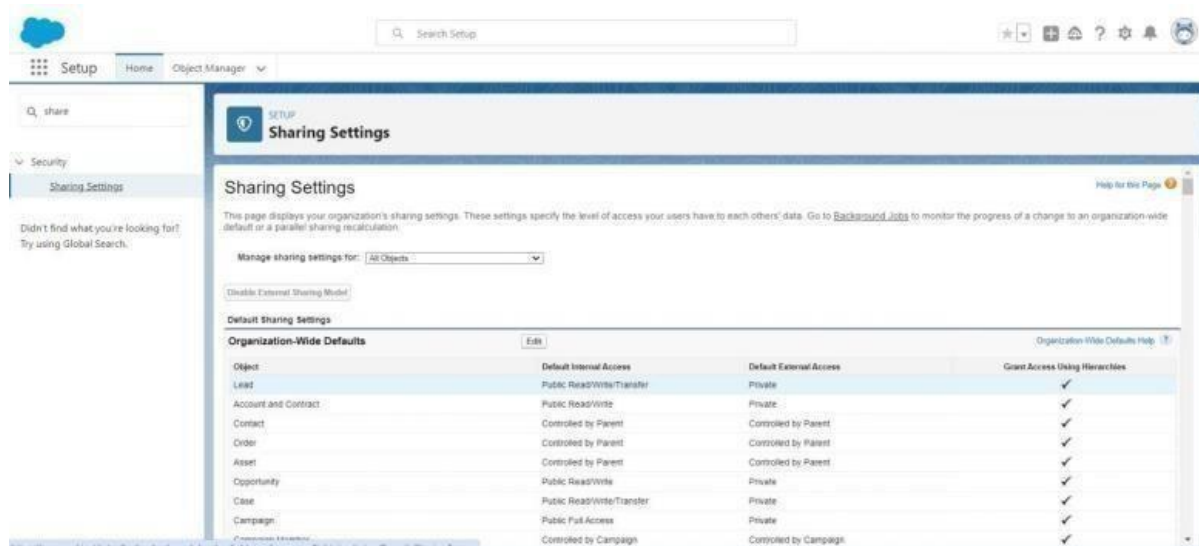 Search Setup
Setup Home Object Manager
share
Security
Sharing Settings
Didn't find what you're looking for?
Try using Global Search.
SETUP
Sharing Settings
Sharing Settings
Help for this Page
This page displays your organization's sharing settings. These settings specify the level of access your users have to each others' data. Go to Background Jobs to monitor the progress of a change to an organization-wide
default or a parallel sharing recalculation.
Manage sharing settings for: All Objects
Disable External Sharing Model
Default Sharing Settings
Organization-Wide Defaults Edit Organization-Wide Defaults Help ?
Object Default Internal Access Default External Access Grant Access Using Hierarchies
Lead Public Read/Write/Transfer Private ✓
Account and Contract Public Read/Write Private ✓
Contact Controlled by Parent Controlled by Parent ✓
Order Controlled by Parent Controlled by Parent ✓
Asset Controlled by Parent Controlled by Parent ✓
Opportunity Public Read/Write Private ✓
Case Public Read/Write/Transfer Private ✓
Campaign Public Full Access Private ✓
Campaign Member Controlled by Campaign Controlled by Campaign ✓